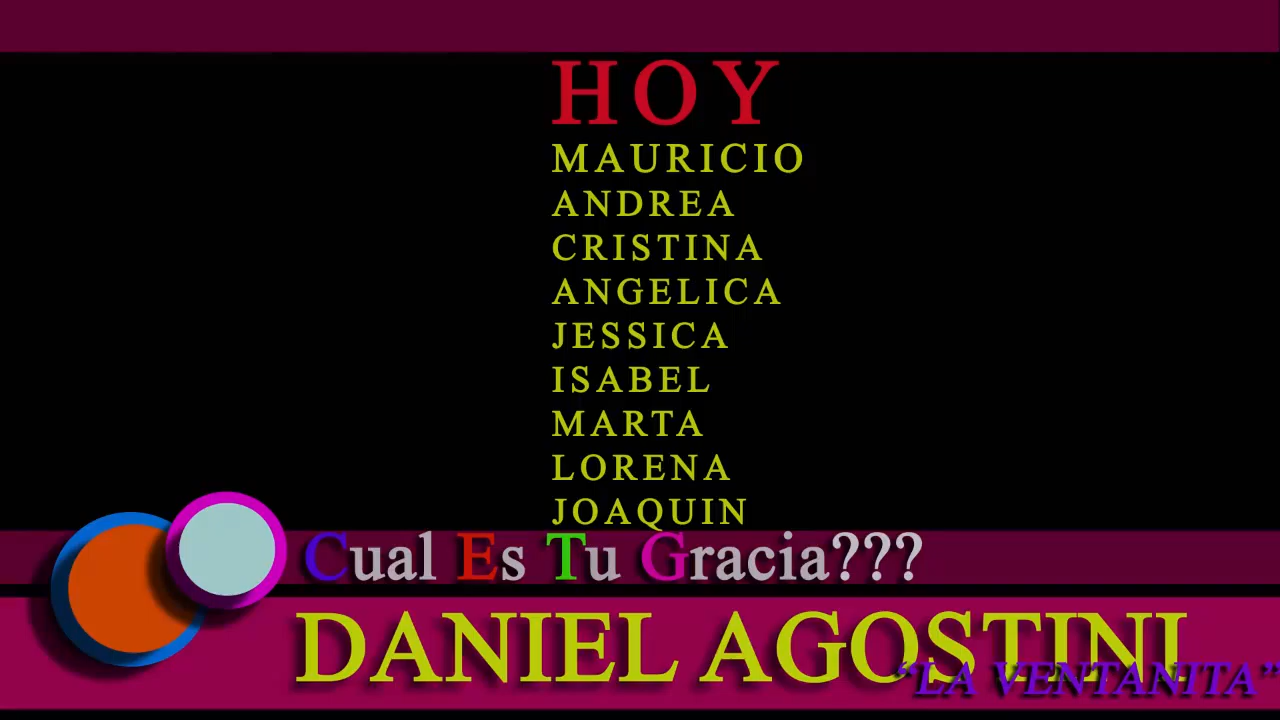 HOY
MAURICIO
ANDREA
CRISTINA
ANGELICA
JESSICA
ISABEL
MARTA
LORENA
JOAQUIN
Cual Es Tu Gracia???
DANIEL AGOSTINI
“LA VENTANITA”